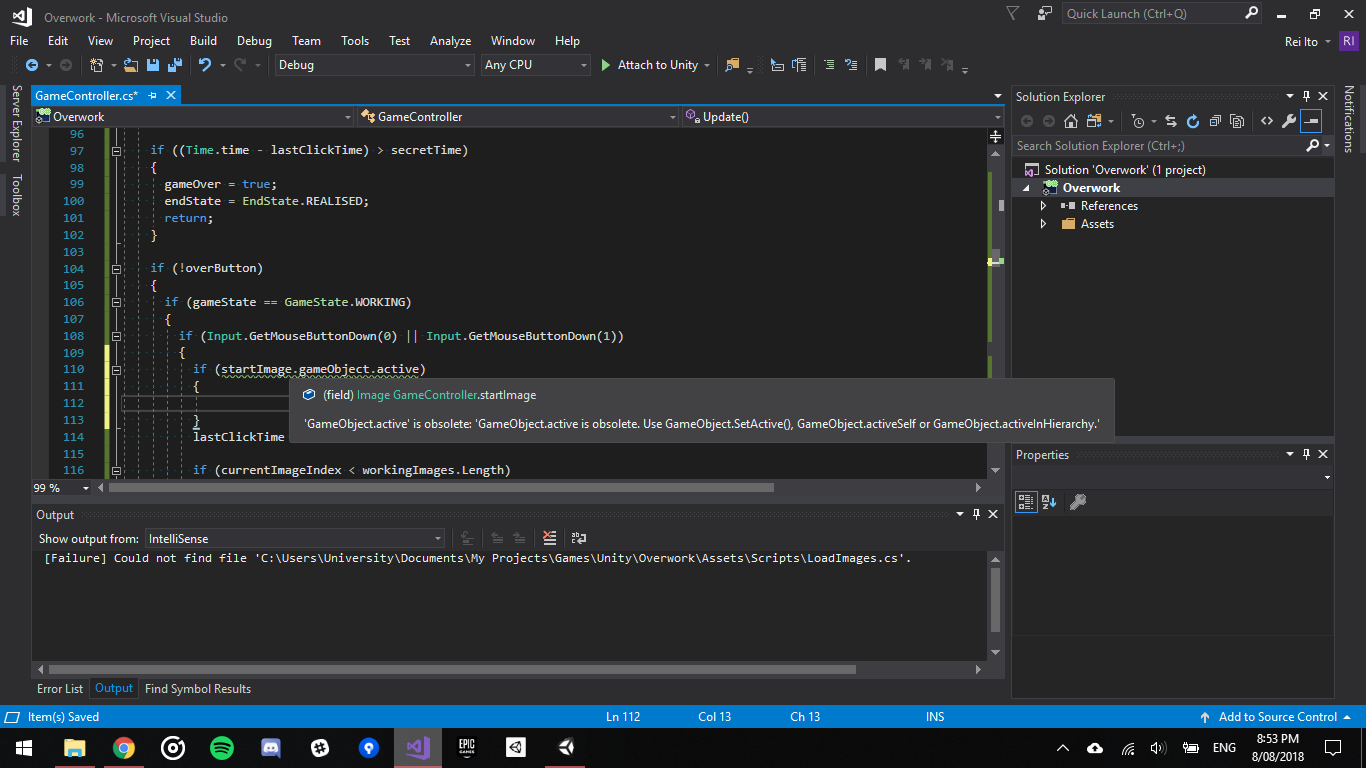 Overwork - Microsoft Visual Studio
Quick Launch (Ctrl+Q)
File Edit View Project Build Debug Team Tools Test Analyze Window Help
Rei Ito RI
Debug Any CPU Attach to Unity
Server Explorer
Toolbox
GameController.cs*
Overwork GameController Update()
96
97 if ((Time.time - lastClickTime) > secretTime)
98 {
99 gameOver = true;
100 endState = EndState.REALISED;
101 return;
102 }
103
104 if (!overButton)
105 {
106 if (gameState == GameState.WORKING)
107 {
108 if (Input.GetMouseButtonDown(0) || Input.GetMouseButtonDown(1))
109 {
110 if (startImage.gameObject.active)
111 {
112
113 }
114 lastClickTime
115
116 if (currentImageIndex < workingImages.Length)
(field) Image GameController.startImage
'GameObject.active' is obsolete: 'GameObject.active is obsolete. Use GameObject.SetActive(), GameObject.activeSelf or GameObject.activeInHierarchy.'
99 %
Output
Show output from: IntelliSense
[Failure] Could not find file 'C:\Users\University\Documents\My Projects\Games\Unity\Overwork\Assets\Scripts\LoadImages.cs'.
Error List Output Find Symbol Results
Solution Explorer
Search Solution Explorer (Ctrl+;)
Solution 'Overwork' (1 project)
Overwork
References
Assets
Notifications
Properties
Item(s) Saved Ln 112 Col 13 Ch 13 INS Add to Source Control
EPIC GAMES
ENG
8:53 PM
8/08/2018